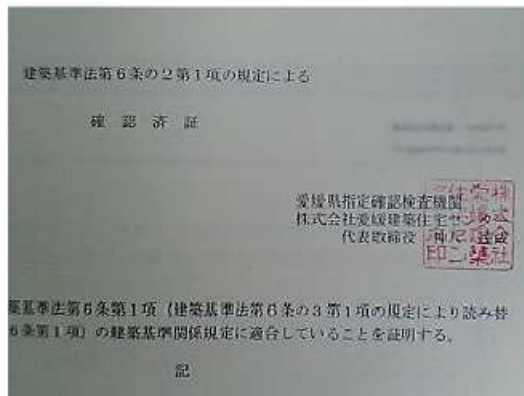 建築基準法第6条の2第1項の規定による
確 認 済 証
愛媛県指定確認検査機関
株式会社愛媛建築住宅センター
代表取締役
築基準法第6条第1項（建築基準法第6条の3第1項の規定により読み替
6条第1項）の建築基準関係規定に適合していることを証明する。
記